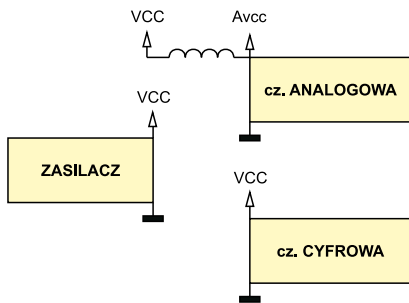 VCC
Avcc
cz. ANALOGOWA
VCC
ZASILACZ
VCC
cz. CYFROWA